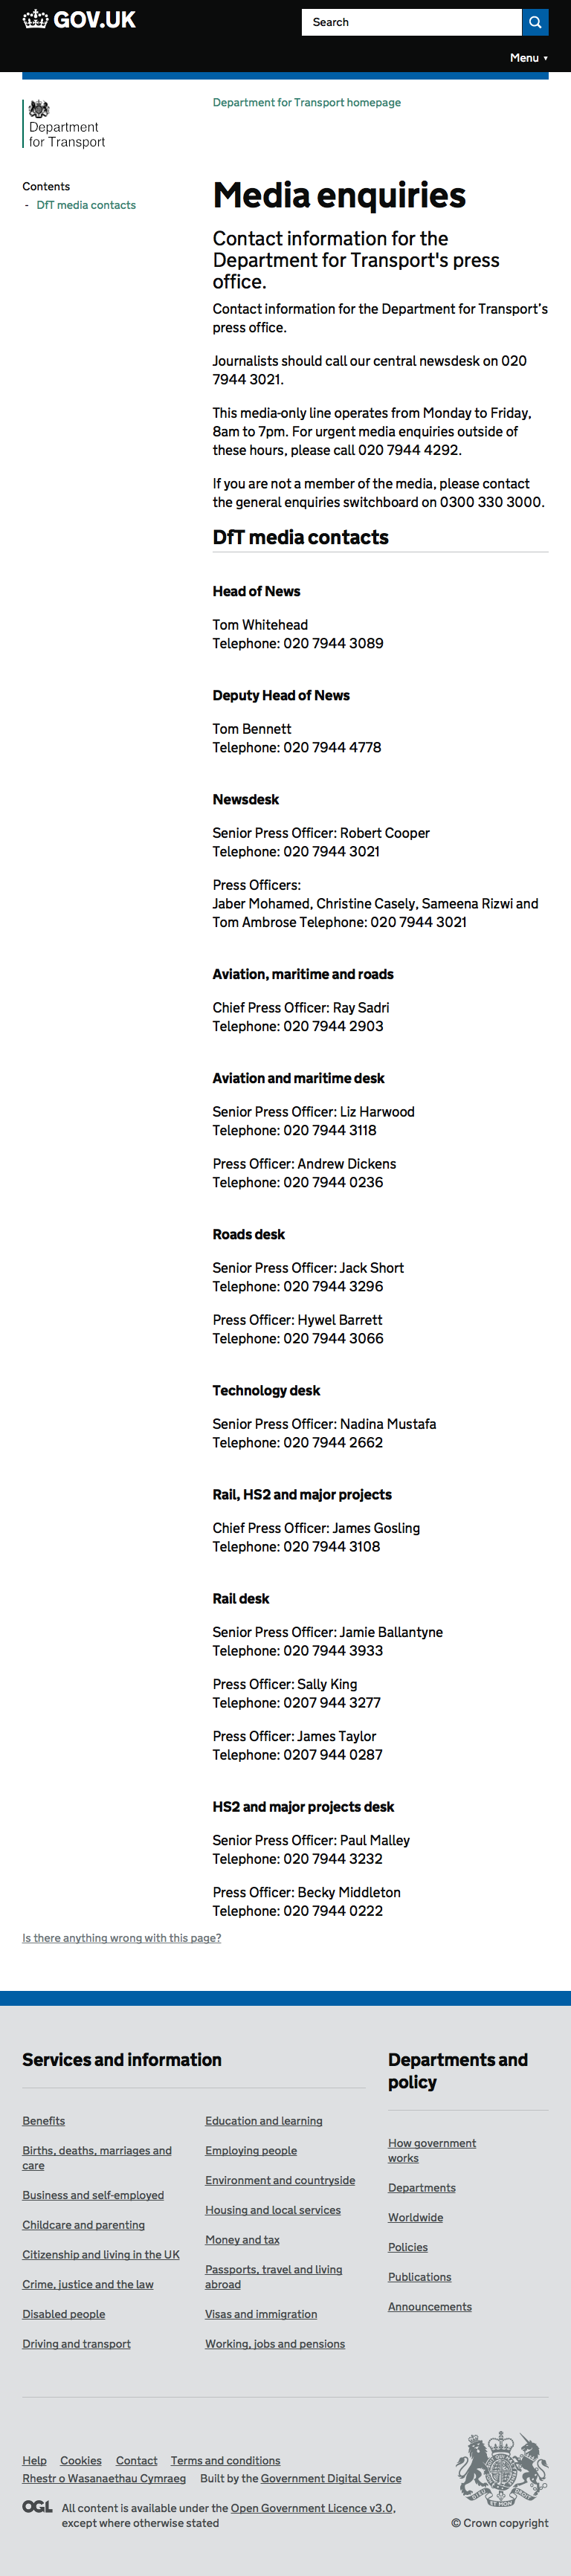 GOV.UK
Search
Menu ▾
Department
for Transport
Department for Transport homepage
Contents
- DfT media contacts
Media enquiries
Contact information for the
Department for Transport's press
office.
Contact information for the Department for Transport’s
press office.
Journalists should call our central newsdesk on 020
7944 3021.
This media-only line operates from Monday to Friday,
8am to 7pm. For urgent media enquiries outside of
these hours, please call 020 7944 4292.
If you are not a member of the media, please contact
the general enquiries switchboard on 0300 330 3000.
DfT media contacts
Head of News
Tom Whitehead
Telephone: 020 7944 3089
Deputy Head of News
Tom Bennett
Telephone: 020 7944 4778
Newsdesk
Senior Press Officer: Robert Cooper
Telephone: 020 7944 3021
Press Officers:
Jaber Mohamed, Christine Casely, Sameena Rizwi and
Tom Ambrose Telephone: 020 7944 3021
Aviation, maritime and roads
Chief Press Officer: Ray Sadri
Telephone: 020 7944 2903
Aviation and maritime desk
Senior Press Officer: Liz Harwood
Telephone: 020 7944 3118
Press Officer: Andrew Dickens
Telephone: 020 7944 0236
Roads desk
Senior Press Officer: Jack Short
Telephone: 020 7944 3296
Press Officer: Hywel Barrett
Telephone: 020 7944 3066
Technology desk
Senior Press Officer: Nadina Mustafa
Telephone: 020 7944 2662
Rail, HS2 and major projects
Chief Press Officer: James Gosling
Telephone: 020 7944 3108
Rail desk
Senior Press Officer: Jamie Ballantyne
Telephone: 020 7944 3933
Press Officer: Sally King
Telephone: 0207 944 3277
Press Officer: James Taylor
Telephone: 0207 944 0287
HS2 and major projects desk
Senior Press Officer: Paul Malley
Telephone: 020 7944 3232
Press Officer: Becky Middleton
Telephone: 020 7944 0222
Is there anything wrong with this page?
Services and information
Benefits
Births, deaths, marriages and
care
Business and self-employed
Childcare and parenting
Citizenship and living in the UK
Crime, justice and the law
Disabled people
Driving and transport
Education and learning
Employing people
Environment and countryside
Housing and local services
Money and tax
Passports, travel and living
abroad
Visas and immigration
Working, jobs and pensions
Departments and
policy
How government
works
Departments
Worldwide
Policies
Publications
Announcements
Help Cookies Contact Terms and conditions
Rhestr o Wasanaethau Cymraeg Built by the Government Digital Service
OGL All content is available under the Open Government Licence v3.0,
except where otherwise stated
© Crown copyright